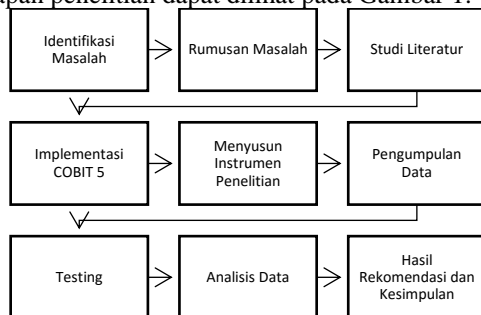 penelitian dapat dilihat pada Gambar 1.
Identifikasi
Masalah
Rumusan Masalah
Studi Literatur
Implementasi
COBIT 5
Menyusun
Instrumen
Penelitian
Pengumpulan
Data
Testing
Analisis Data
Hasil
Rekomendasi dan
Kesimpulan